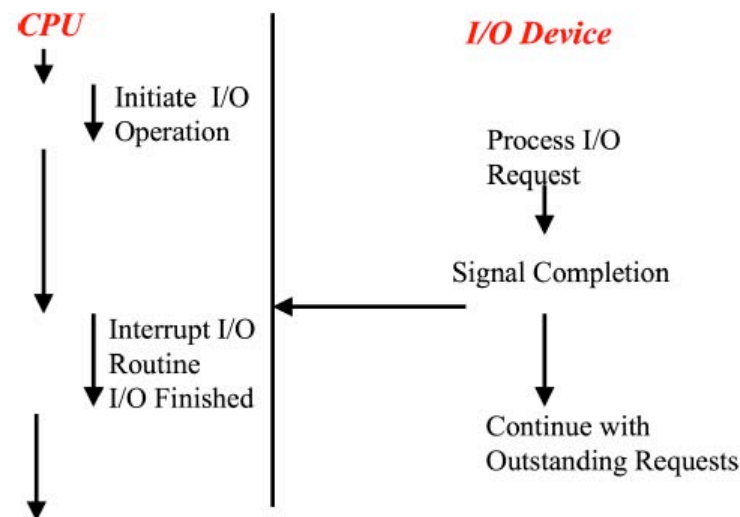 CPU
I/O Device
Initiate I/O
Operation
Process I/O
Request
Signal Completion
Interrupt I/O
Routine
I/O Finished
Continue with
Outstanding Requests